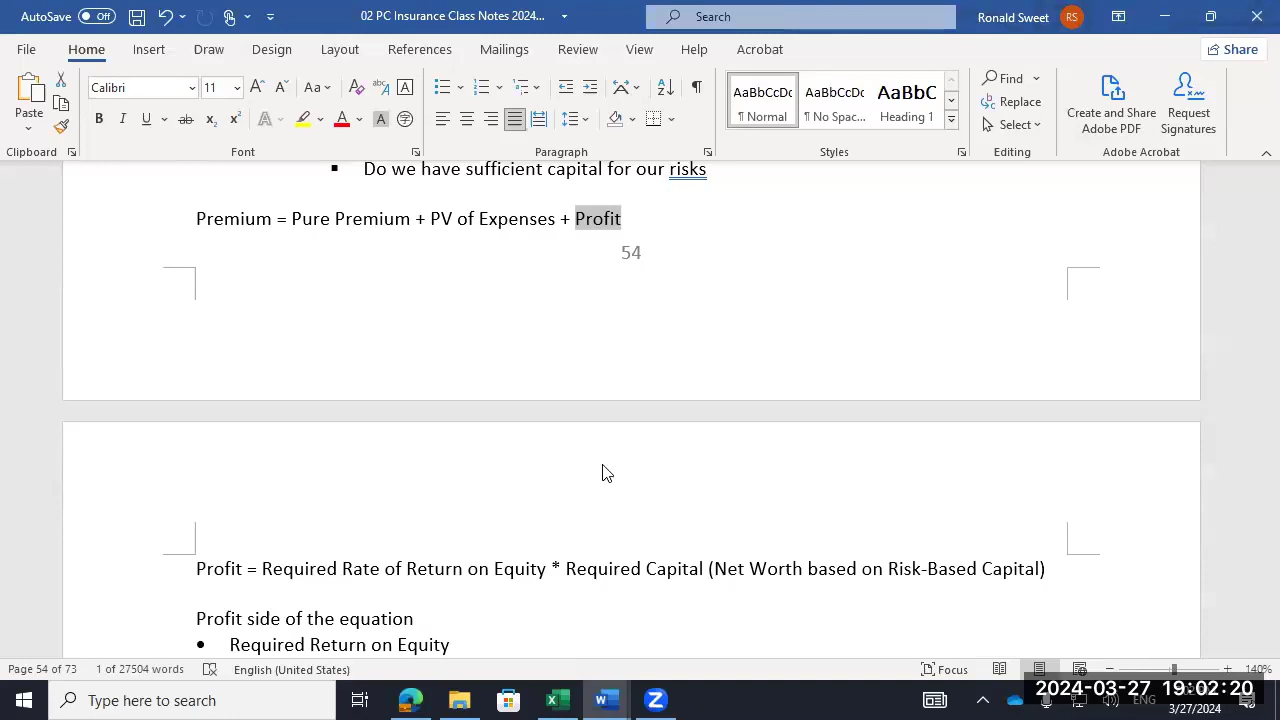 AutoSave Off 02 PC Insurance Class Notes 2024... Search Ronald Sweet RS
File Home Insert Draw Design Layout References Mailings Review View Help Acrobat Share
Paste Calibri 11 Aa AaBbCcDc AaBbCcDc AaBbC Find Replace Select Create and Share Adobe PDF Request Signatures
¶ Normal ¶ No Spac... Heading 1
Clipboard Font Paragraph Styles Editing Adobe Acrobat
▪ Do we have sufficient capital for our risks
Premium = Pure Premium + PV of Expenses + Profit
54
Profit = Required Rate of Return on Equity * Required Capital (Net Worth based on Risk-Based Capital)
Profit side of the equation
• Required Return on Equity
Page 54 of 73 1 of 27504 words English (United States) Focus 140%
Type here to search ENG 2024-03-27 19:02:20
3/27/2024